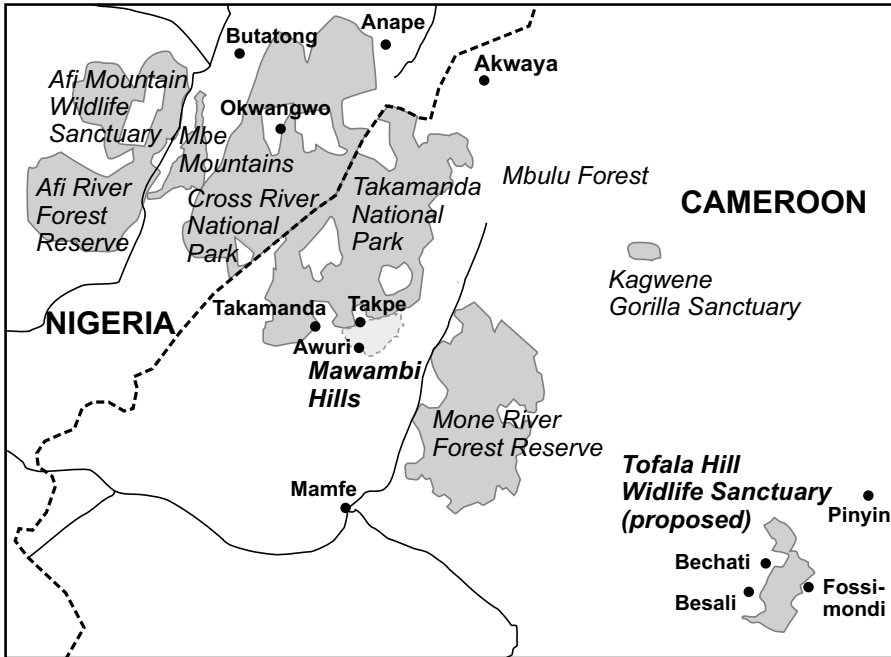 Butatong
Anape
Akwaya
Afi Mountain
Wildlife
Sanctuary
Okwangwo
Mbe
Mountains
Afi River
Forest
Reserve
Cross River
National
Park
Takamanda
National
Park
Mbulu Forest
CAMEROON
Kagwene
Gorilla Sanctuary
NIGERIA
Takamanda
Takpe
Awuri
Mawambi
Hills
Mone River
Forest Reserve
Mamfe
Tofala Hill
Widlife Sanctuary
(proposed)
Pinyin
Bechati
Besali
Fossi-
mondi